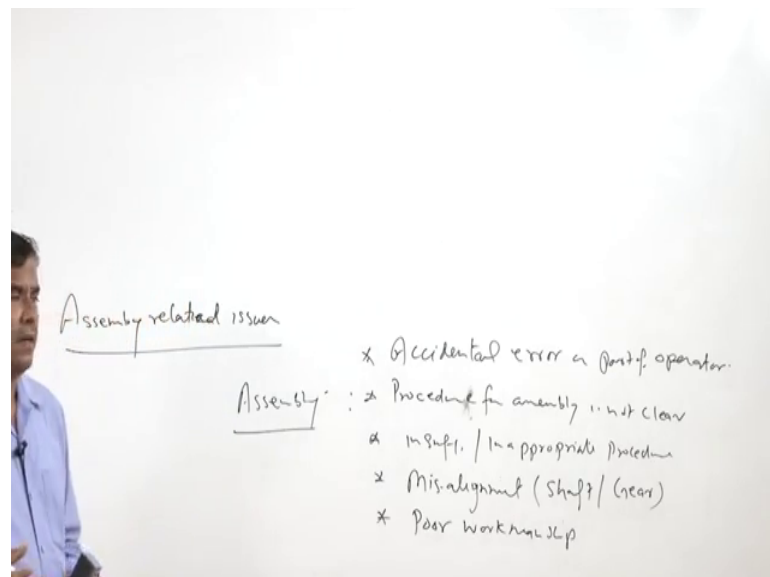 Assemby related issues
* Accidental error on part of operator.
Assembly : * Procedure for assembly is not clear
* insuff. / Inappropriate Procedure
* Mis-alignment (Shaft / Gear)
* Poor workmanship